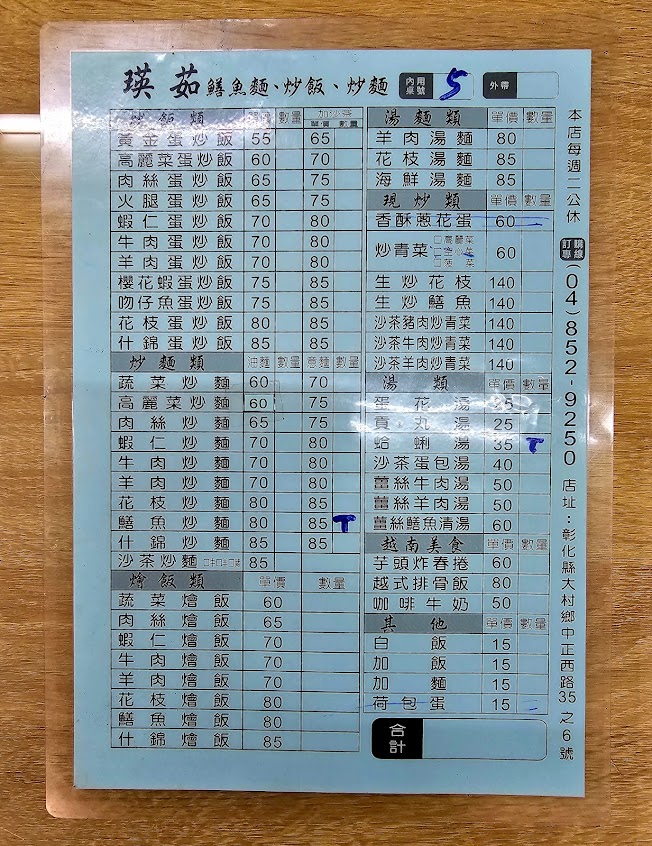 瑛茹 鱔魚麵、炒飯、炒麵 內用桌號 5 外帶
炒飯類 單價 數量 加沙茶 單價 數量
黃金蛋炒飯 55 65
高麗菜蛋炒飯 60 70
肉絲蛋炒飯 65 75
火腿蛋炒飯 65 75
蝦仁蛋炒飯 70 80
牛肉蛋炒飯 70 80
羊肉蛋炒飯 70 80
櫻花蝦蛋炒飯 75 85
吻仔魚蛋炒飯 75 85
花枝蛋炒飯 80 85
什錦蛋炒飯 80 85
炒麵類 油麵 數量 意麵 數量
蔬菜炒麵 60 70
高麗菜炒麵 60 75
肉絲炒麵 65 75
蝦仁炒麵 70 80
牛肉炒麵 70 80
羊肉炒麵 70 80
花枝炒麵 80 85
鱔魚炒麵 80 85 T
什錦炒麵 85 85
沙茶炒麵 85
燴飯類 單價 數量
蔬菜燴飯 60
肉絲燴飯 65
蝦仁燴飯 70
牛肉燴飯 70
羊肉燴飯 70
花枝燴飯 80
鱔魚燴飯 80
什錦燴飯 85
湯麵類 單價 數量
羊肉湯麵 80
花枝湯麵 85
海鮮湯麵 85
現炒類 單價 數量
香酥蔥花蛋 60
炒青菜 □高麗菜 □空心菜 菜 60
生炒花枝 140
生炒鱔魚 140
沙茶豬肉炒青菜 140
沙茶牛肉炒青菜 140
沙茶羊肉炒青菜 140
湯類 單價 數量
蛋花湯 25
貢丸湯 25
蛤蜊湯 35 T
沙茶蛋包湯 40
薑絲牛肉湯 50
薑絲羊肉湯 50
薑絲鱔魚清湯 60
越南美食 單價 數量
芋頭炸春捲 60
越式排骨飯 80
咖啡牛奶 50
其他 單價 數量
白飯 15
加飯 15
加麵 15
荷包蛋 15
合計
本店每週二公休
訂購專線 (04)852-9250 店址:彰化縣大村鄉中正西路35之6號